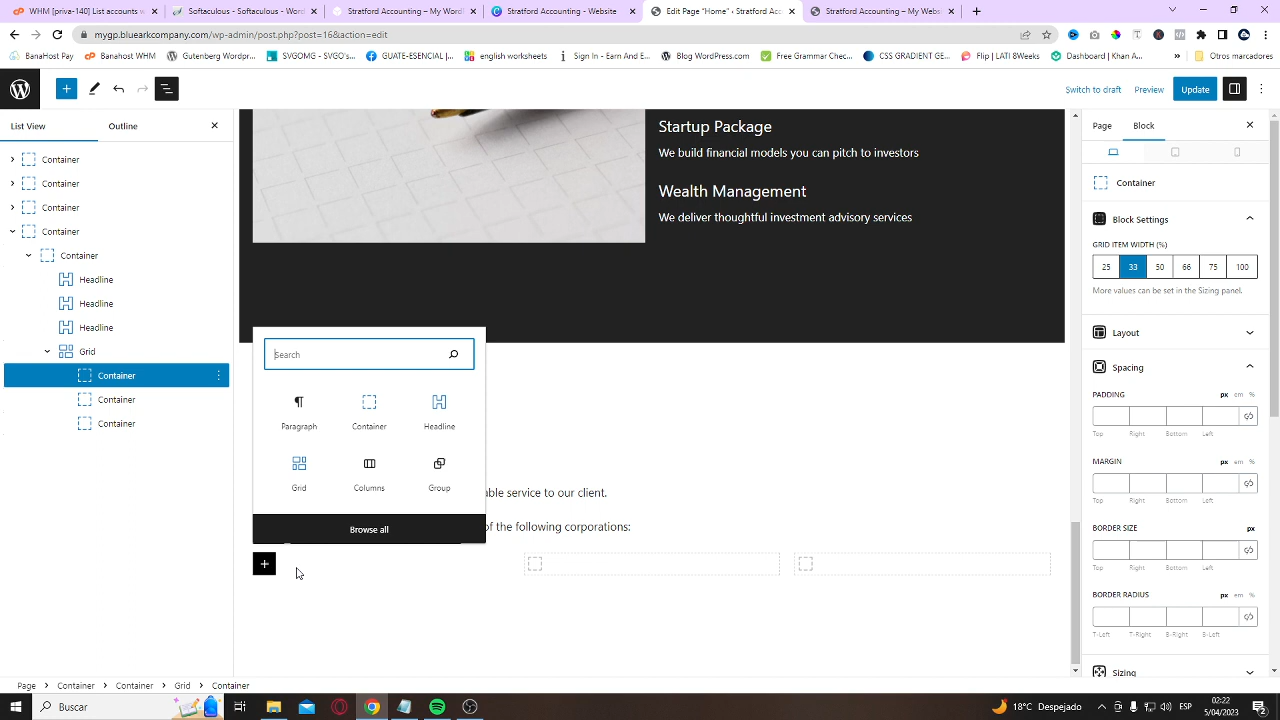 WHM [priva-140] List accounts w
Softaculous - Softaculous - Word
Stratford Accounting – My WordP
Stratford Accounting - Website
Edit Page "Home" ‹ Stratford Acc
Stratford Accounting – My WebS
mygp.bluearkcompany.com/wp-admin/post.php?post=16&action=edit
BanaHost Po...
Banahost WHM
Gutenberg Wordpr...
SVGOMG - SVGO's...
GUATE-ESENCIAL |...
english worksheets
Sign In - Earn And E...
Blog WordPress.com
Free Grammar Chec...
CSS GRADIENT GE...
Flip | LATI 8Weeks
Dashboard | Khan A...
»
Otros marcadores
Switch to draft
Preview
Update
List View
Outline
Page
Block
Container
Container
Container
Container
Container
Headline
Headline
Headline
Grid
Container
Container
Container
Startup Package
We build financial models you can pitch to investors
Wealth Management
We deliver thoughtful investment advisory services
Search
Paragraph
Container
Headline
Grid
Columns
Group
able service to our client.
Browse all
of the following corporations:
Container
Block Settings
GRID ITEM WIDTH (%)
25 33 50 66 75 100
More values can be set in the Sizing panel.
Layout
Spacing
PADDING px em %
Top Right Bottom Left
MARGIN px em %
Top Right Bottom Left
BORDER SIZE px
Top Right Bottom Left
BORDER RADIUS px em %
T-Left T-Right B-Right B-Left
Sizing
Page > Container > Container > Grid > Container
Buscar
18°C Despejado
ESP
02:22
5/04/2023